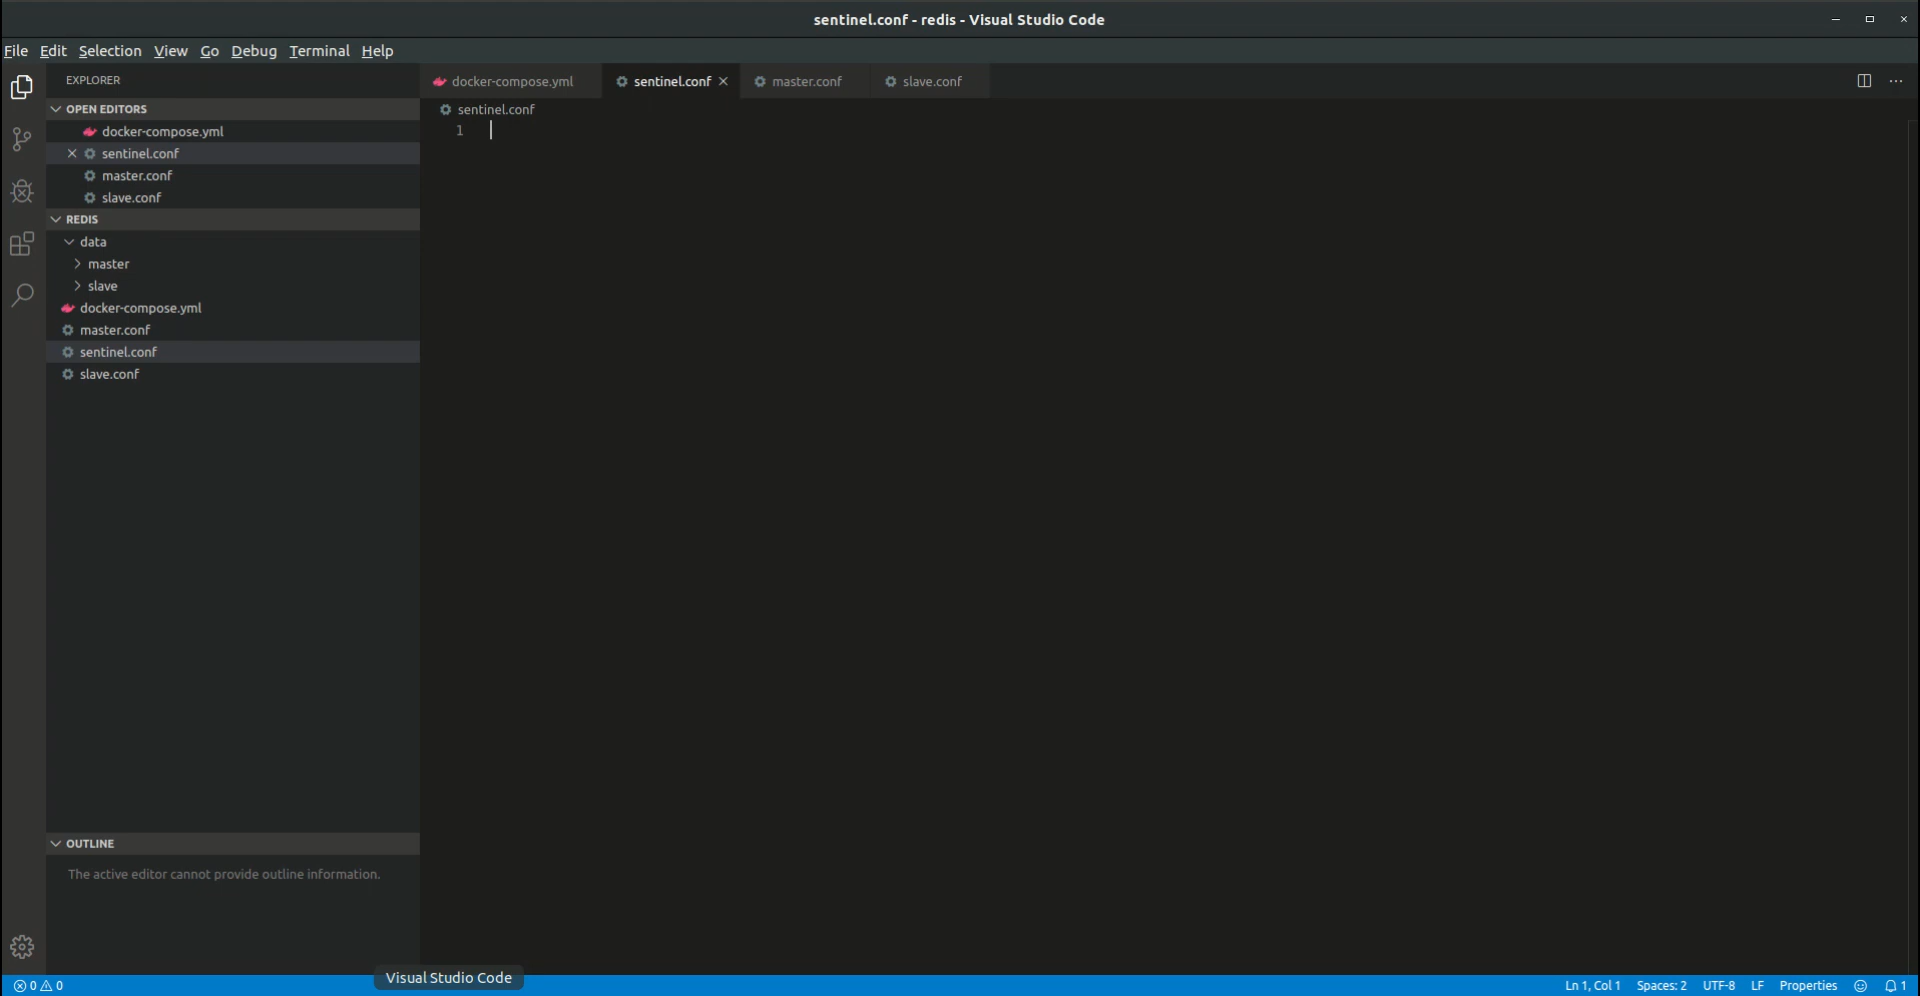 sentinel.conf - redis - Visual Studio Code
File Edit Selection View Go Debug Terminal Help
EXPLORER
OPEN EDITORS
docker-compose.yml
sentinel.conf
master.conf
slave.conf
REDIS
data
master
slave
docker-compose.yml
master.conf
sentinel.conf
slave.conf
OUTLINE
The active editor cannot provide outline information.
docker-compose.yml sentinel.conf master.conf slave.conf
sentinel.conf
1
Visual Studio Code
0 0 Ln 1, Col 1 Spaces: 2 UTF-8 LF Properties 1